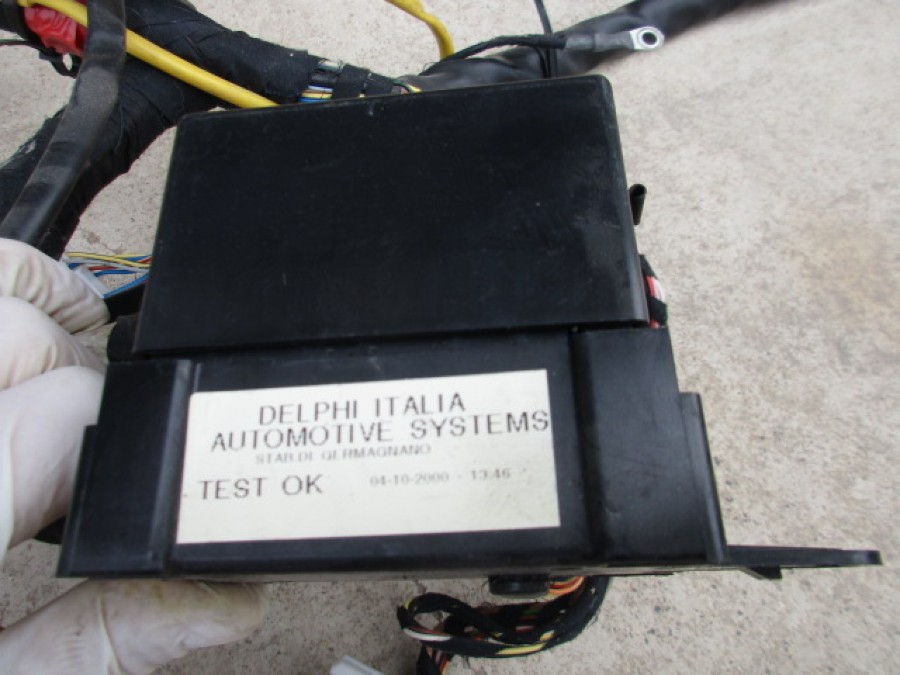 DELPHI ITALIA
AUTOMOTIVE SYSTEMS
STAB.DI GERMAGNANO
TEST OK 04-10-2000 - 13:46